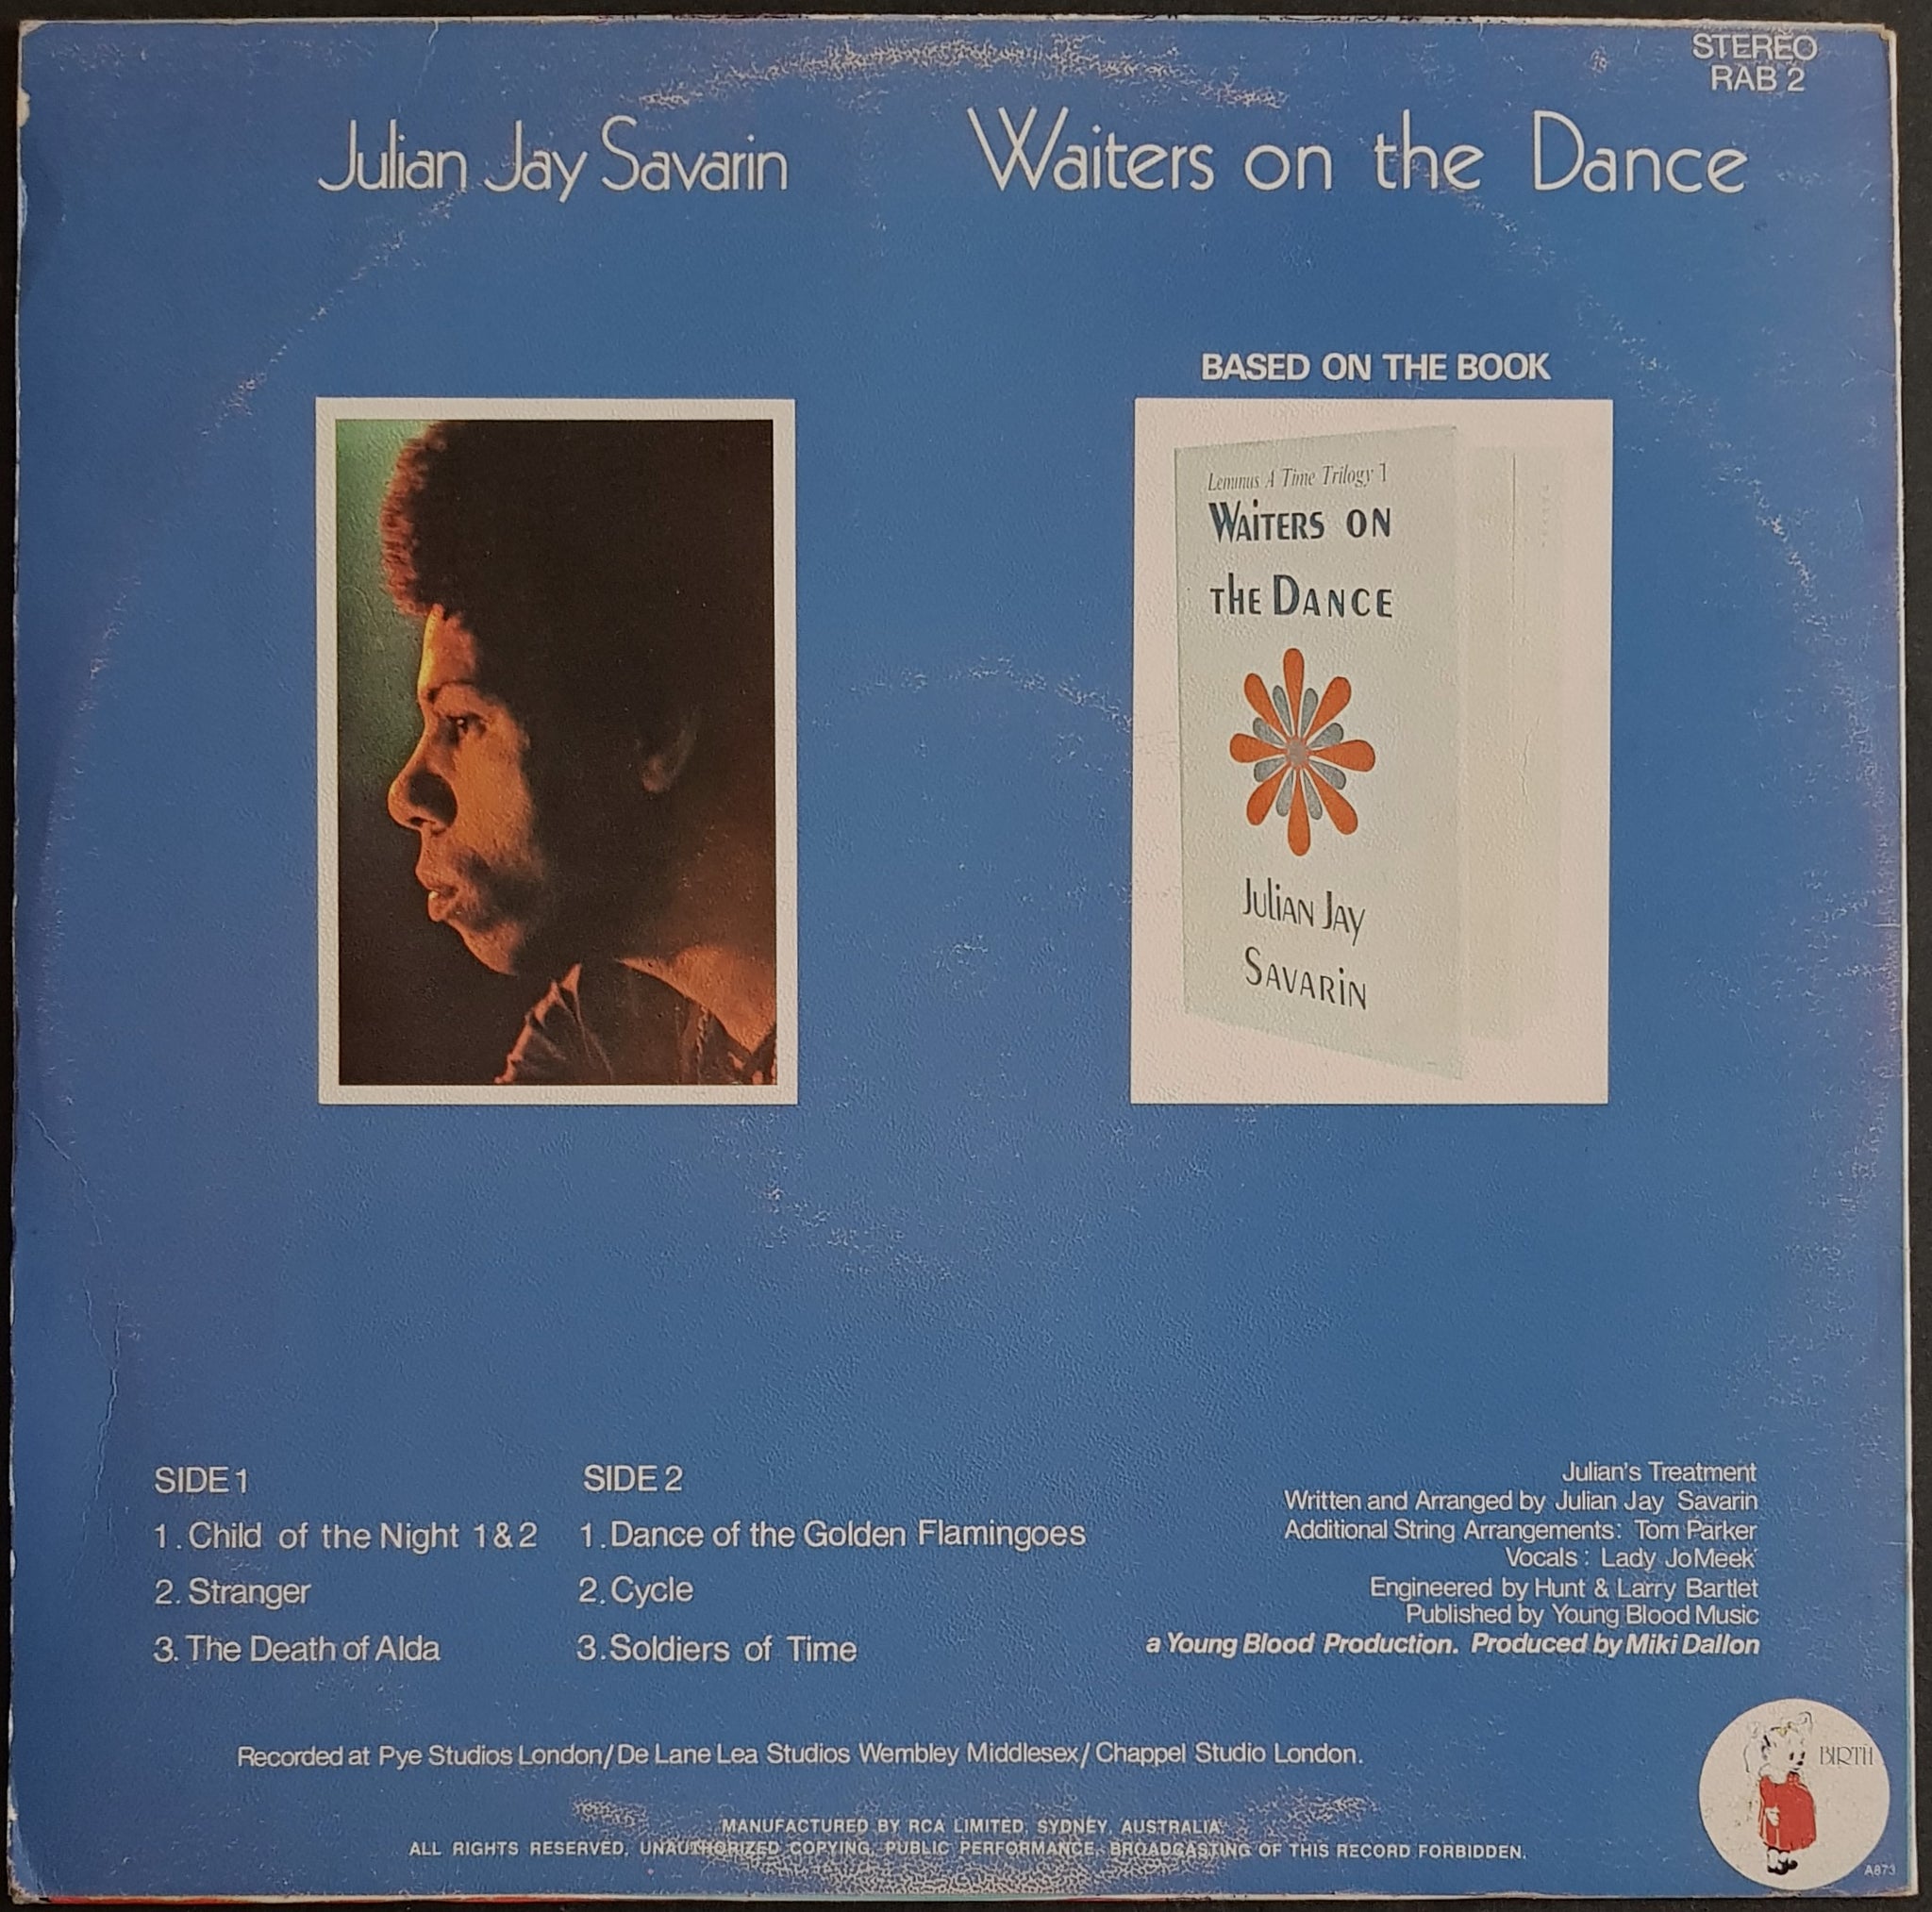 STEREO
RAB 2
Julian Jay Savarin
Waiters on the Dance
BASED ON THE BOOK
Lemmus A Time Trilogy 1
WAITERS ON
THE DANCE
JULIAN JAY
SAVARIN
SIDE 1
1. Child of the Night 1 & 2
2. Stranger
3. The Death of Alda
SIDE 2
1. Dance of the Golden Flamingoes
2. Cycle
3. Soldiers of Time
Julian's Treatment
Written and Arranged by Julian Jay Savarin
Additional String Arrangements: Tom Parker
Vocals: Lady Jo Meek
Engineered by Hunt & Larry Bartlet
Published by Young Blood Music
a Young Blood Production. Produced by Miki Dallon
Recorded at Pye Studios London/De Lane Lea Studios Wembley Middlesex/Chappel Studio London.
BIRTH
MANUFACTURED BY RCA LIMITED, SYDNEY, AUSTRALIA
ALL RIGHTS RESERVED, UNAUTHORIZED COPYING, PUBLIC PERFORMANCE, BROADCASTING OF THIS RECORD FORBIDDEN.
A873